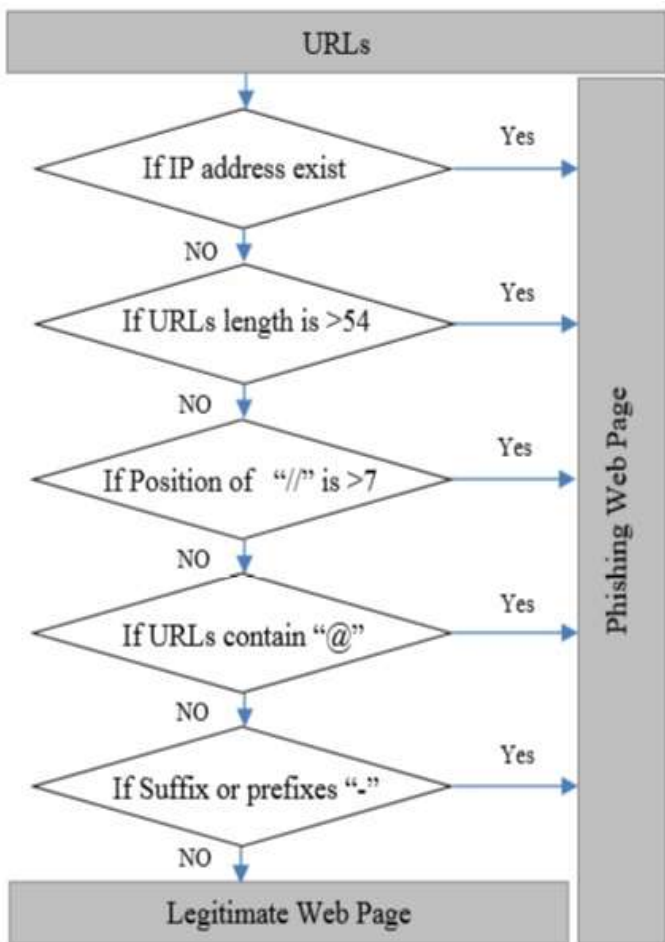 URLs
If IP address exist
Yes
NO
If URLs length is >54
Yes
NO
If Position of “//” is >7
Yes
NO
If URLs contain “@”
Yes
NO
If Suffix or prefixes “-”
Yes
NO
Legitimate Web Page
Phishing Web Page